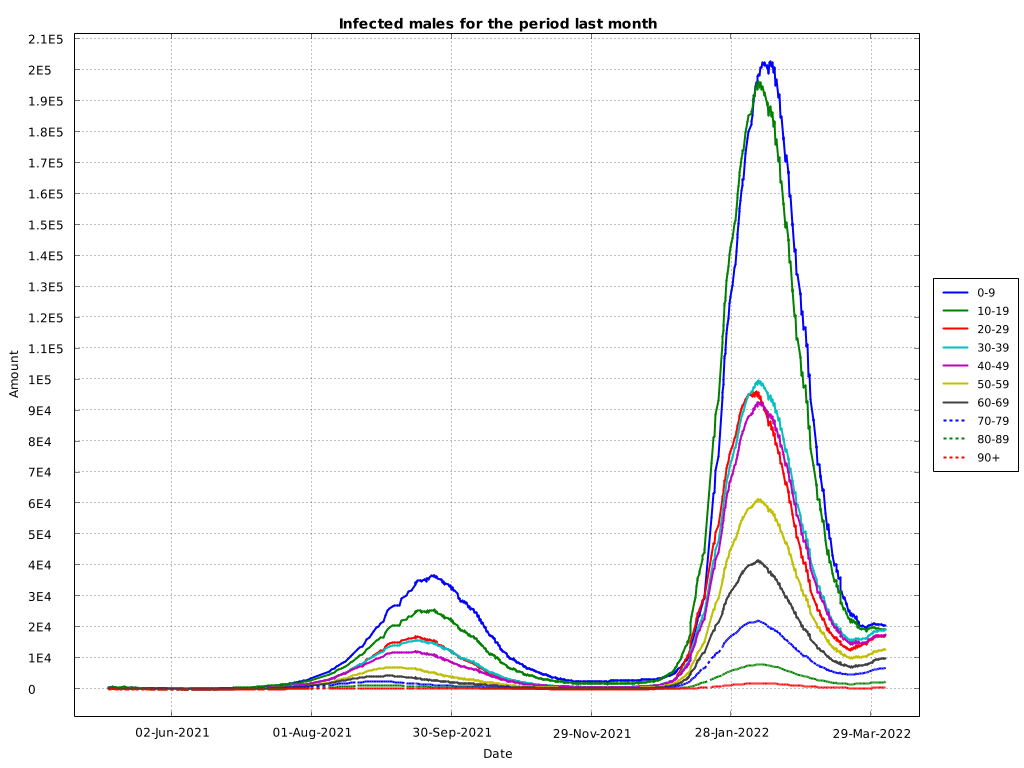 Infected males for the period last month
2.1E5
2E5
1.9E5
1.8E5
1.7E5
1.6E5
1.5E5
1.4E5
1.3E5
1.2E5
1.1E5
1E5
9E4
8E4
7E4
6E4
5E4
4E4
3E4
2E4
1E4
0
Amount
02-Jun-2021
01-Aug-2021
30-Sep-2021
29-Nov-2021
28-Jan-2022
29-Mar-2022
Date
0-9
10-19
20-29
30-39
40-49
50-59
60-69
70-79
80-89
90+